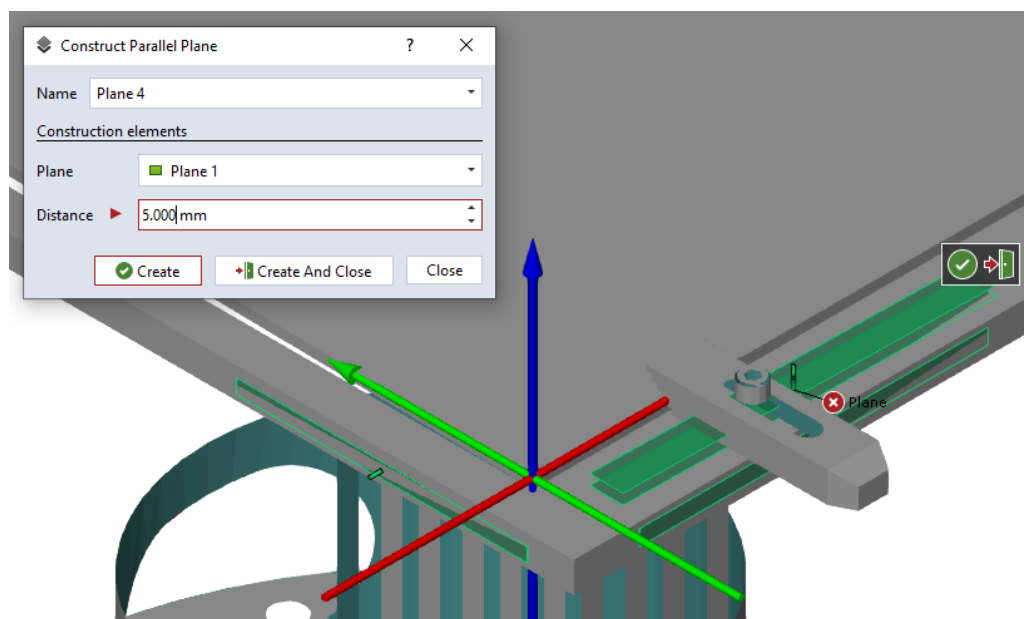 Construct Parallel Plane ?
Name Plane 4
Construction elements
Plane Plane 1
Distance 5.000 mm
Create Create And Close Close
Plane